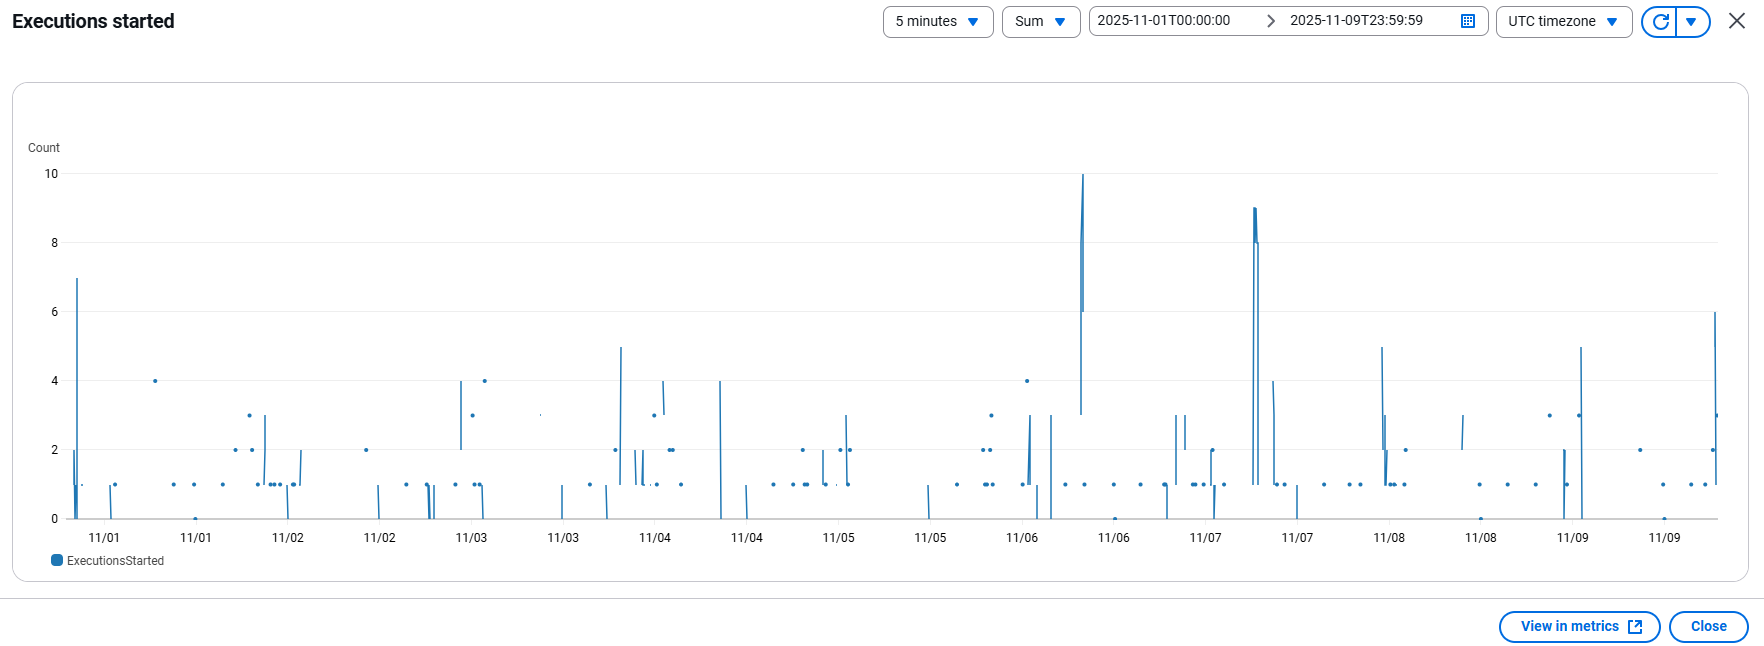 Executions started
5 minutes Sum 2025-11-01T00:00:00 2025-11-09T23:59:59 UTC timezone
Count
10
8
6
4
2
0
11/01 11/01 11/02 11/02 11/03 11/03 11/04 11/04 11/05 11/05 11/06 11/06 11/07 11/07 11/08 11/08 11/09 11/09
ExecutionsStarted
View in metrics Close